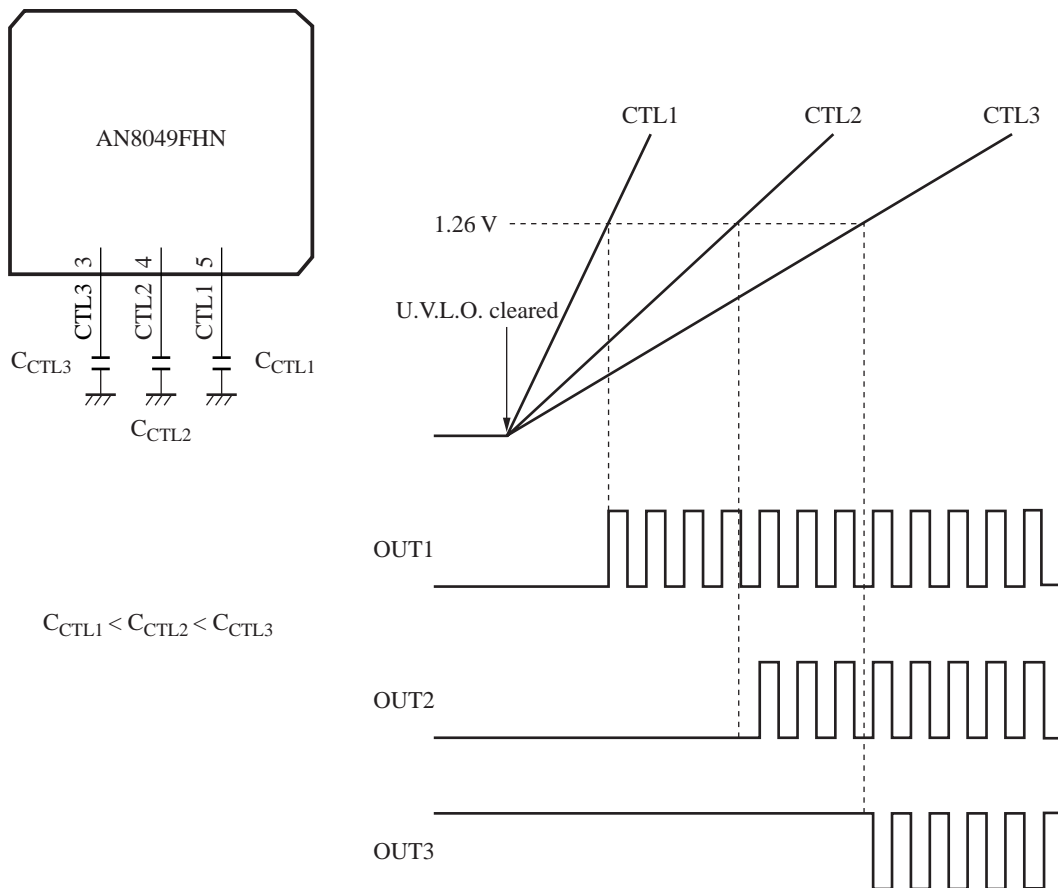 AN8049FHN
3
4
5
CTL3
CTL2
CTL1
C_CTL3
C_CTL1
C_CTL2
CTL1
CTL2
CTL3
1.26 V
U.V.L.O. cleared
OUT1
C_CTL1 < C_CTL2 < C_CTL3
OUT2
OUT3